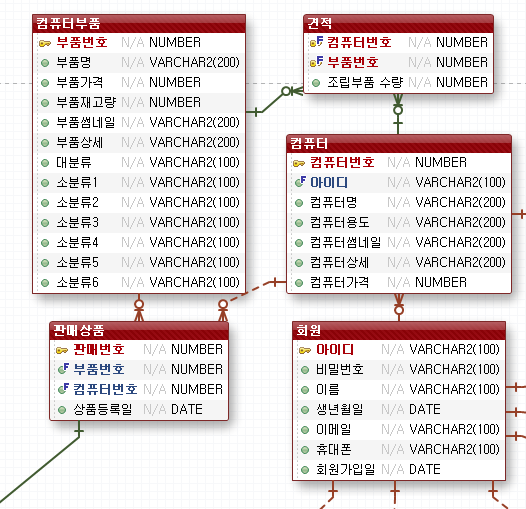 컴퓨터부품
부품번호 N/A NUMBER
부품명 N/A VARCHAR2(200)
부품가격 N/A NUMBER
부품재고량 N/A NUMBER
부품썸네일 N/A VARCHAR2(200)
부품상세 N/A VARCHAR2(200)
대분류 N/A VARCHAR2(100)
소분류1 N/A VARCHAR2(100)
소분류2 N/A VARCHAR2(100)
소분류3 N/A VARCHAR2(100)
소분류4 N/A VARCHAR2(100)
소분류5 N/A VARCHAR2(100)
소분류6 N/A VARCHAR2(100)
견적
컴퓨터번호 N/A NUMBER
부품번호 N/A NUMBER
조립부품 수량 N/A NUMBER
컴퓨터
컴퓨터번호 N/A NUMBER
아이디 N/A VARCHAR2(100)
컴퓨터명 N/A VARCHAR2(200)
컴퓨터용도 N/A VARCHAR2(200)
컴퓨터썸네일 N/A VARCHAR2(200)
컴퓨터상세 N/A VARCHAR2(200)
컴퓨터가격 N/A NUMBER
판매상품
판매번호 N/A NUMBER
부품번호 N/A NUMBER
컴퓨터번호 N/A NUMBER
상품등록일 N/A DATE
회원
아이디 N/A VARCHAR2(100)
비밀번호 N/A VARCHAR2(100)
이름 N/A VARCHAR2(100)
생년월일 N/A DATE
이메일 N/A VARCHAR2(100)
휴대폰 N/A VARCHAR2(100)
회원가입일 N/A DATE